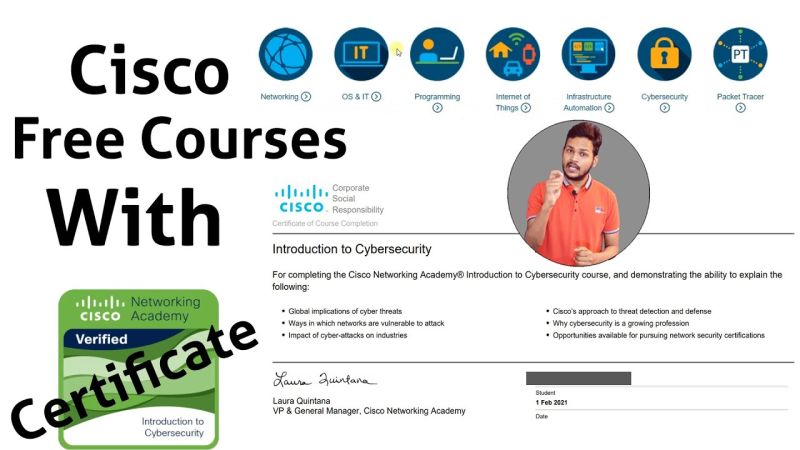 Cisco
Free Courses
With
Certificate
CISCO
Networking
Academy
Verified
Introduction to
Cybersecurity
IT
PT
Networking
OS & IT
Programming
Internet of
Things
Infrastructure
Automation
Cybersecurity
Packet Tracer
CISCO
Corporate
Social
Responsibility
Certificate of Course Completion
Introduction to Cybersecurity
For completing the Cisco Networking Academy® Introduction to Cybersecurity course, and demonstrating the ability to explain the
following:
• Global implications of cyber threats
• Ways in which networks are vulnerable to attack
• Impact of cyber-attacks on industries
• Cisco's approach to threat detection and defense
• Why cybersecurity is a growing profession
• Opportunities available for pursuing network security certifications
Laura Quintana
Laura Quintana
VP & General Manager, Cisco Networking Academy
Student
1 Feb 2021
Date